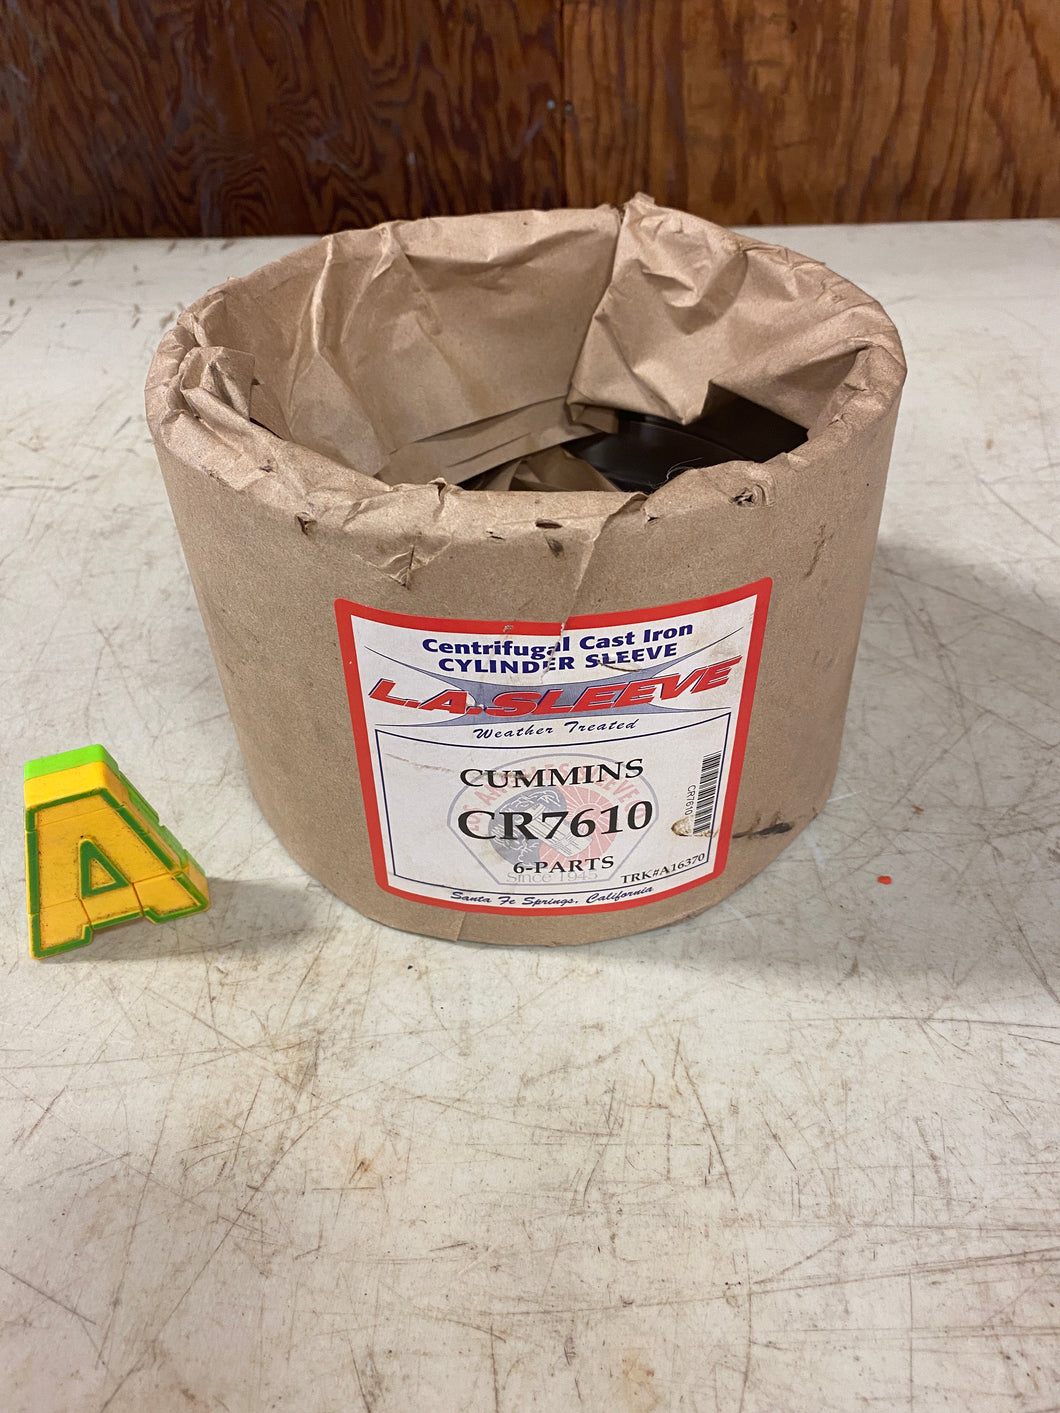 Centrifugal Cast Iron
CYLINDER SLEEVE
L.A. SLEEVE
Weather Treated
CUMMINS
CR7610
6-PARTS
Since 1945
TRK#A16370
CR7610
Santa Fe Springs, California
A